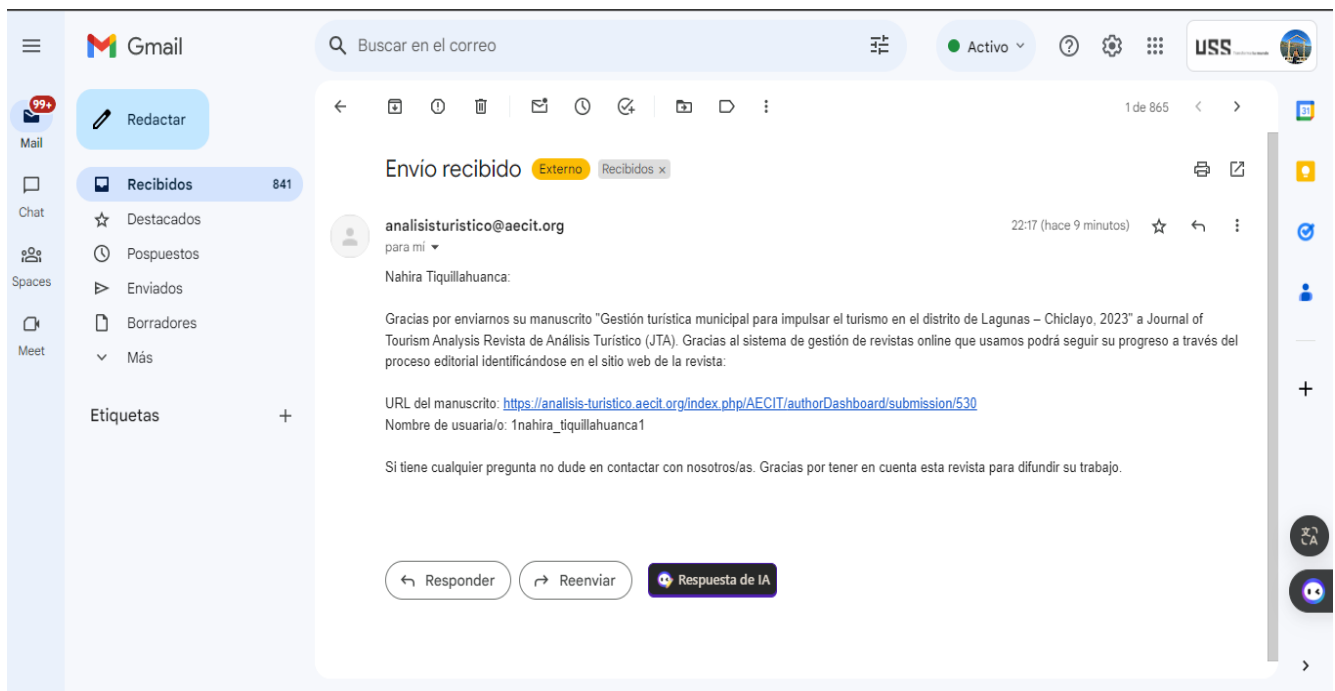 Gmail
Buscar en el correo
Activo
USS
99+
Mail
Redactar
1 de 865
31
Recibidos 841
Envío recibido Externo Recibidos x
Chat
Destacados
analisisturistico@aecit.org 22:17 (hace 9 minutos)
para mí
Pospuestos
Spaces
Enviados
Nahira Tiquillahuanca:
Borradores
Meet
Más
Gracias por enviarnos su manuscrito "Gestión turística municipal para impulsar el turismo en el distrito de Lagunas – Chiclayo, 2023" a Journal of
Tourism Analysis Revista de Análisis Turístico (JTA). Gracias al sistema de gestión de revistas online que usamos podrá seguir su progreso a través del
proceso editorial identificándose en el sitio web de la revista:
Etiquetas
URL del manuscrito: https://analisis-turistico.aecit.org/index.php/AECIT/authorDashboard/submission/530
Nombre de usuaria/o: 1nahira_tiquillahuanca1
Si tiene cualquier pregunta no dude en contactar con nosotros/as. Gracias por tener en cuenta esta revista para difundir su trabajo.
Responder
Reenviar
Respuesta de IA